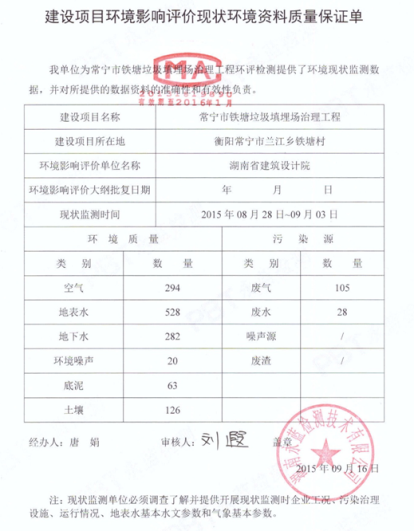 建设项目环境影响评价现状环境资料质量保证单
我单位为常宁市铁塘垃圾填埋场治理工程环评检测提供了环境现状监测数
据,并对所提供的数据资料的准确性和有效性负责。
MA
有效期至2016年1月
建设项目名称 常宁市铁塘垃圾填埋场治理工程
建设项目所在地 衡阳常宁市兰江乡铁塘村
环境影响评价单位名称 湖南省建筑设计院
环境影响评价大纲批复日期 年 月 日
现状监测时间 2015 年 08 月 28 日~09 月 03 日
环 境 质 量 污 染 源
类 别 数 量 类 别 数 量
空气 294 废气 105
地表水 528 废水 28
地下水 282 噪声源 /
环境噪声 20 废渣 /
底泥 63
土壤 126
经办人:唐 娟 审核人:刘 盖章
2015 年 09 月 16 日
注:现状监测单位必须调查了解并提供开展现状监测时企业工况、污染治理
设施、运行情况、地表水基本水文参数和气象基本参数。